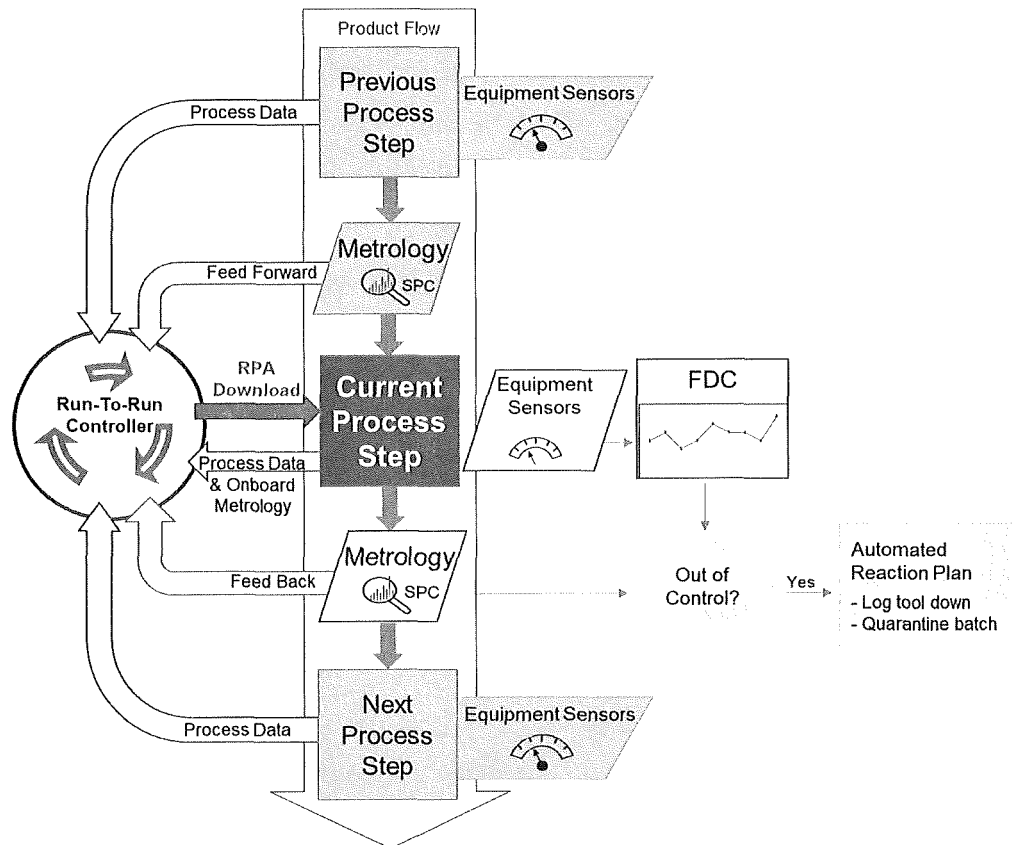 Product Flow
Previous
Process
Step
Equipment Sensors
Process Data
Metrology
SPC
Feed Forward
RPA
Download
Run-To-Run
Controller
Current
Process
Step
Equipment
Sensors
FDC
Process Data
& Onboard
Metrology
Metrology
SPC
Feed Back
Out of
Control?
Yes
Automated
Reaction Plan
- Log tool down
- Quarantine batch
Next
Process
Step
Equipment Sensors
Process Data